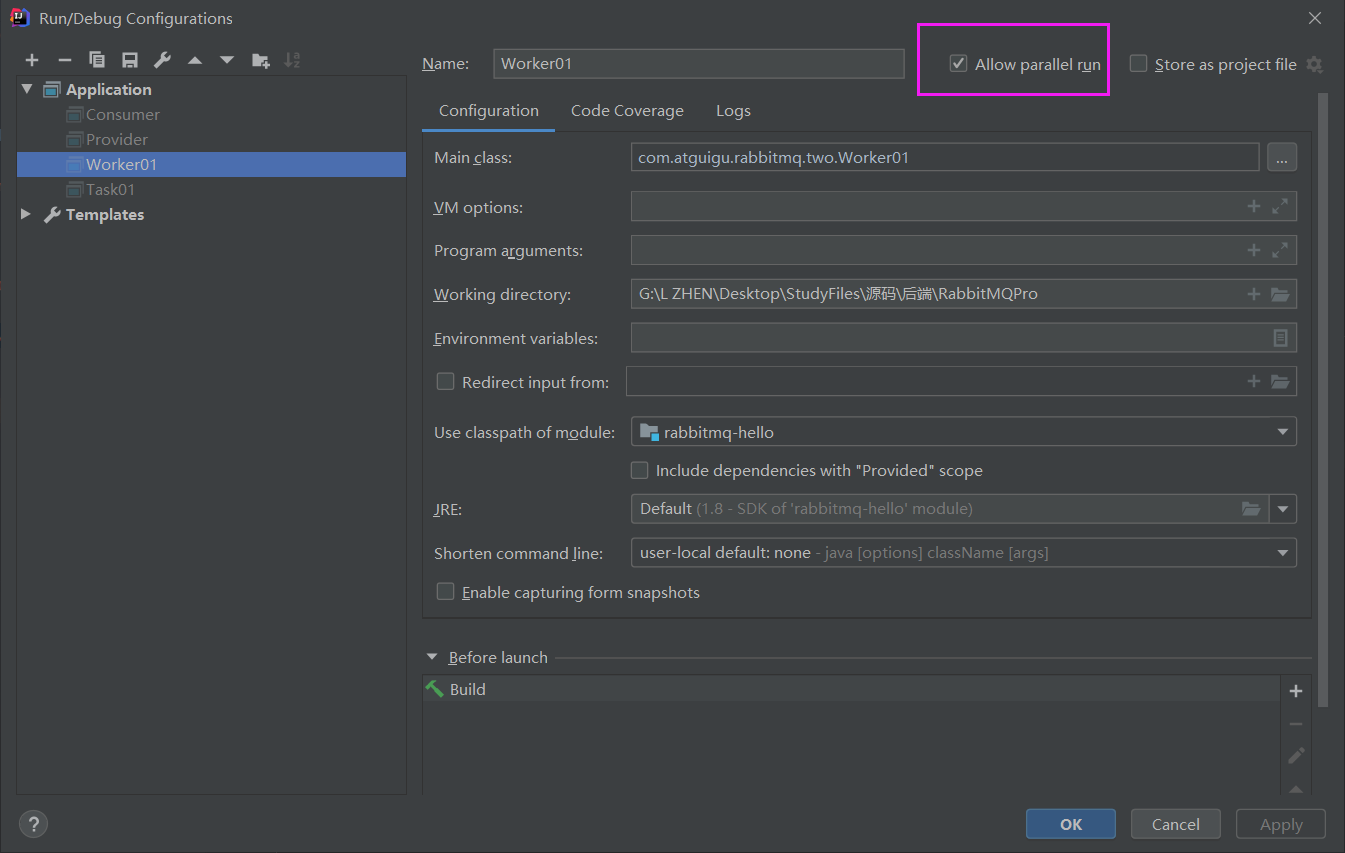 Run/Debug Configurations
Application
Consumer
Provider
Worker01
Task01
Templates
Name: Worker01 Allow parallel run Store as project file
Configuration Code Coverage Logs
Main class: com.atguigu.rabbitmq.two.Worker01 ...
VM options:
Program arguments:
Working directory: G:\L ZHEN\Desktop\StudyFiles\源码\后端\RabbitMQPro
Environment variables:
Redirect input from:
Use classpath of module: rabbitmq-hello
Include dependencies with "Provided" scope
JRE: Default (1.8 - SDK of 'rabbitmq-hello' module)
Shorten command line: user-local default: none - java [options] className [args]
Enable capturing form snapshots
Before launch
Build
? OK Cancel Apply